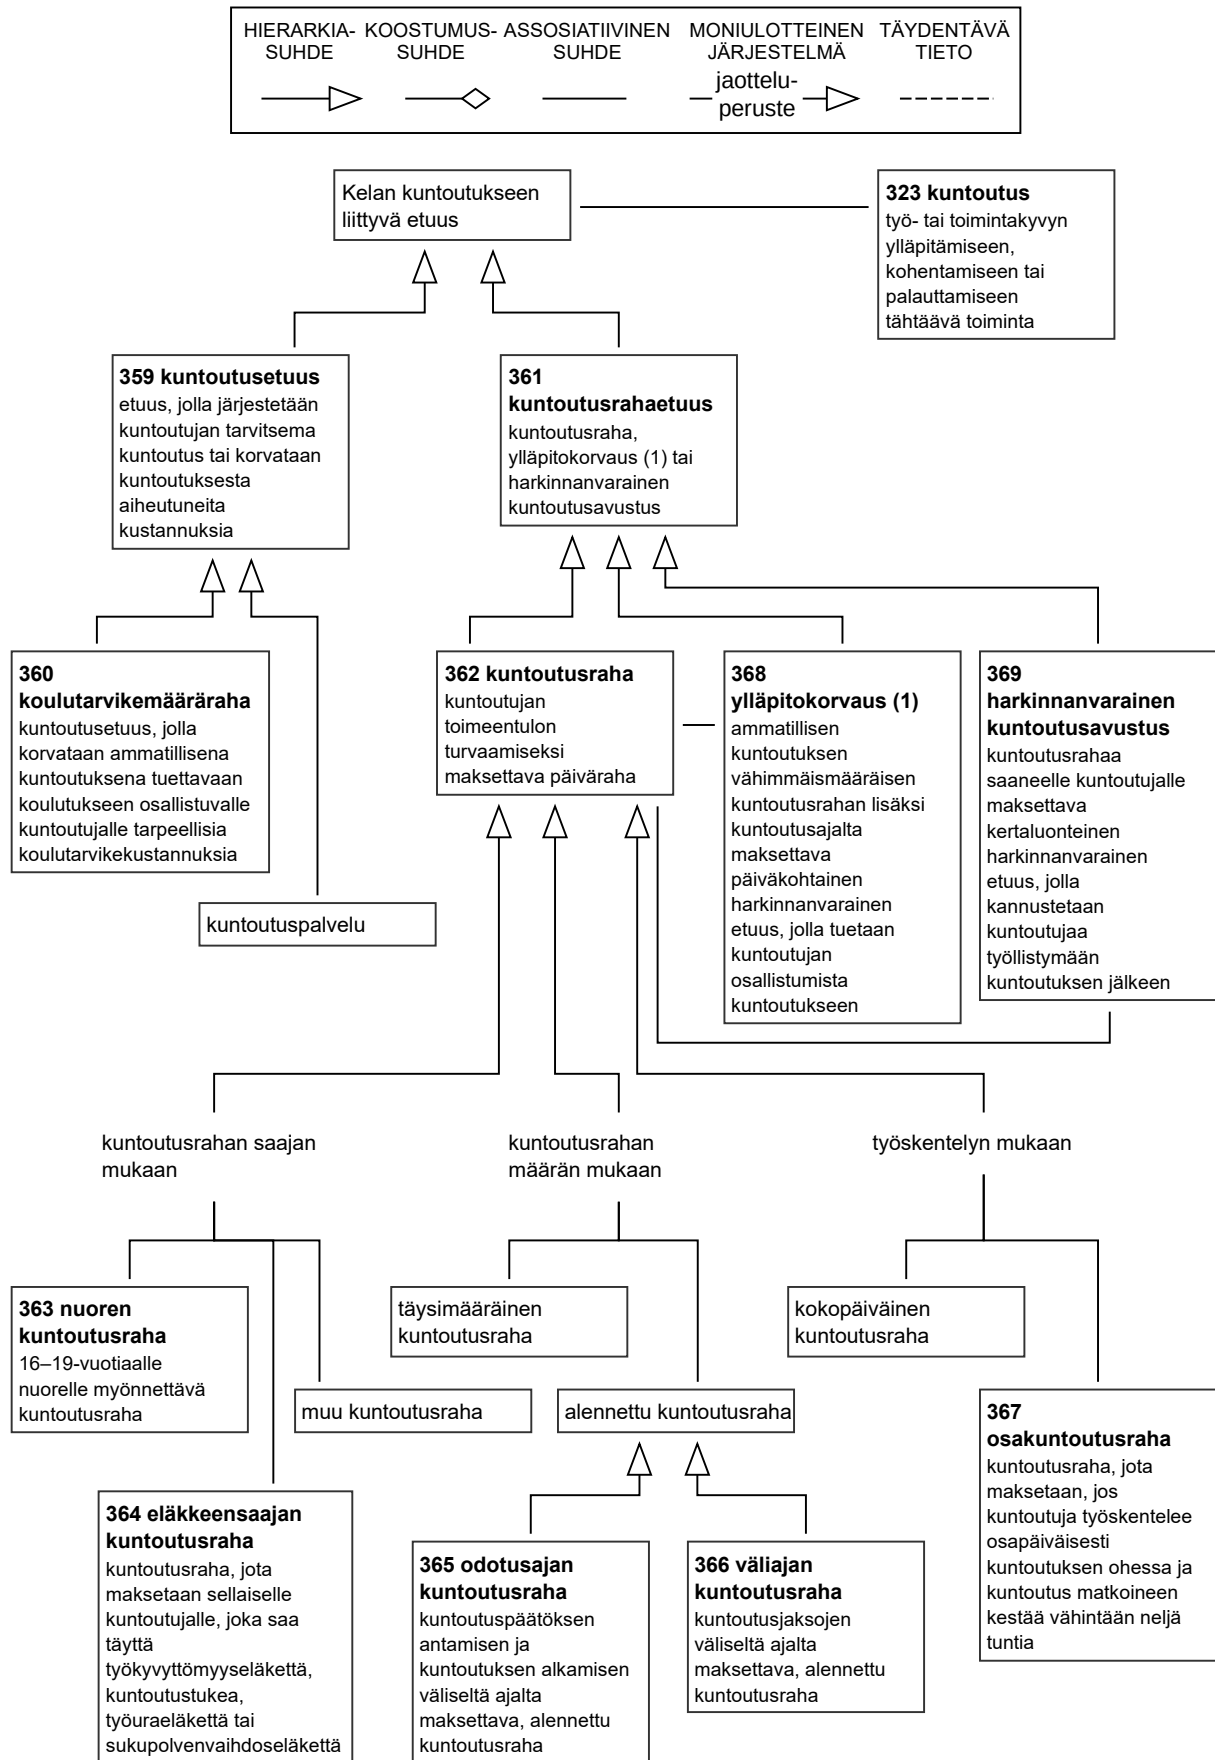 HIERARKIA-
SUHDE
KOOSTUMUS-
SUHDE
ASSOSIATIIVINEN
SUHDE
MONIULOTTEINEN
JÄRJESTELMÄ
TÄYDENTÄVÄ
TIETO
jaottelu-
peruste
Kelan kuntoutukseen
liittyvä etuus
323 kuntoutus
työ- tai toimintakyvyn
ylläpitämiseen,
kohentamiseen tai
palauttamiseen
tähtäävä toiminta
359 kuntoutusetuus
etuus, jolla järjestetään
kuntoutujan tarvitsema
kuntoutus tai korvataan
kuntoutuksesta
aiheutuneita
kustannuksia
361
kuntoutusrahaetuus
kuntoutusraha,
ylläpitokorvaus (1) tai
harkinnanvarainen
kuntoutusavustus
360
koulutarvikemääräraha
kuntoutusetuus, jolla
korvataan ammatillisena
kuntoutuksena tuettavaan
koulutukseen osallistuvalle
kuntoutujalle tarpeellisia
koulutarvikekustannuksia
362 kuntoutusraha
kuntoutujan
toimeentulon
turvaamiseksi
maksettava päiväraha
368
ylläpitokorvaus (1)
ammatillisen
kuntoutuksen
vähimmäismääräisen
kuntoutusrahan lisäksi
kuntoutusajalta
maksettava
päiväkohtainen
harkinnanvarainen
etuus, jolla tuetaan
kuntoutujan
osallistumista
kuntoutukseen
369
harkinnanvarainen
kuntoutusavustus
kuntoutusrahaa
saaneelle kuntoutujalle
maksettava
kertaluonteinen
harkinnanvarainen
etuus, jolla
kannustetaan
kuntoutujaa
työllistymään
kuntoutuksen jälkeen
kuntoutuspalvelu
kuntoutusrahan saajan
mukaan
kuntoutusrahan
määrän mukaan
työskentelyn mukaan
363 nuoren
kuntoutusraha
16–19-vuotiaalle
nuorelle myönnettävä
kuntoutusraha
täysimääräinen
kuntoutusraha
kokopäiväinen
kuntoutusraha
muu kuntoutusraha
alennettu kuntoutusraha
367
osakuntoutusraha
kuntoutusraha, jota
maksetaan, jos
kuntoutuja työskentelee
osapäiväisesti
kuntoutuksen ohessa ja
kuntoutus matkoineen
kestää vähintään neljä
tuntia
364 eläkkeensaajan
kuntoutusraha
kuntoutusraha, jota
maksetaan sellaiselle
kuntoutujalle, joka saa
täyttä
työkyvyttömyyseläkettä,
kuntoutustukea,
työuraeläkettä tai
sukupolvenvaihdoseläkettä
365 odotusajan
kuntoutusraha
kuntoutuspäätöksen
antamisen ja
kuntoutuksen alkamisen
väliseltä ajalta
maksettava, alennettu
kuntoutusraha
366 väliajan
kuntoutusraha
kuntoutusjaksojen
väliseltä ajalta
maksettava, alennettu
kuntoutusraha